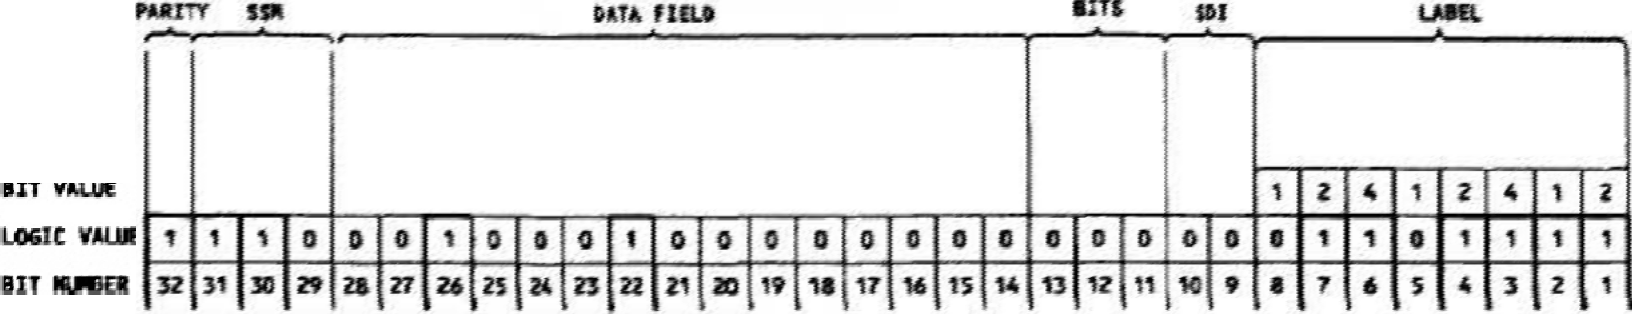 PARITY SSM DATA FIELD BITS SDI LABEL
BIT VALUE 1 2 4 1 2 4 1 2
LOGIC VALUE 1 1 1 0 0 0 1 0 0 0 1 0 0 0 0 0 0 0 0 0 0 0 0 0 0 1 1 0 1 1 1 1
BIT NUMBER 32 31 30 29 28 27 26 25 24 23 22 21 20 19 18 17 16 15 14 13 12 11 10 9 8 7 6 5 4 3 2 1